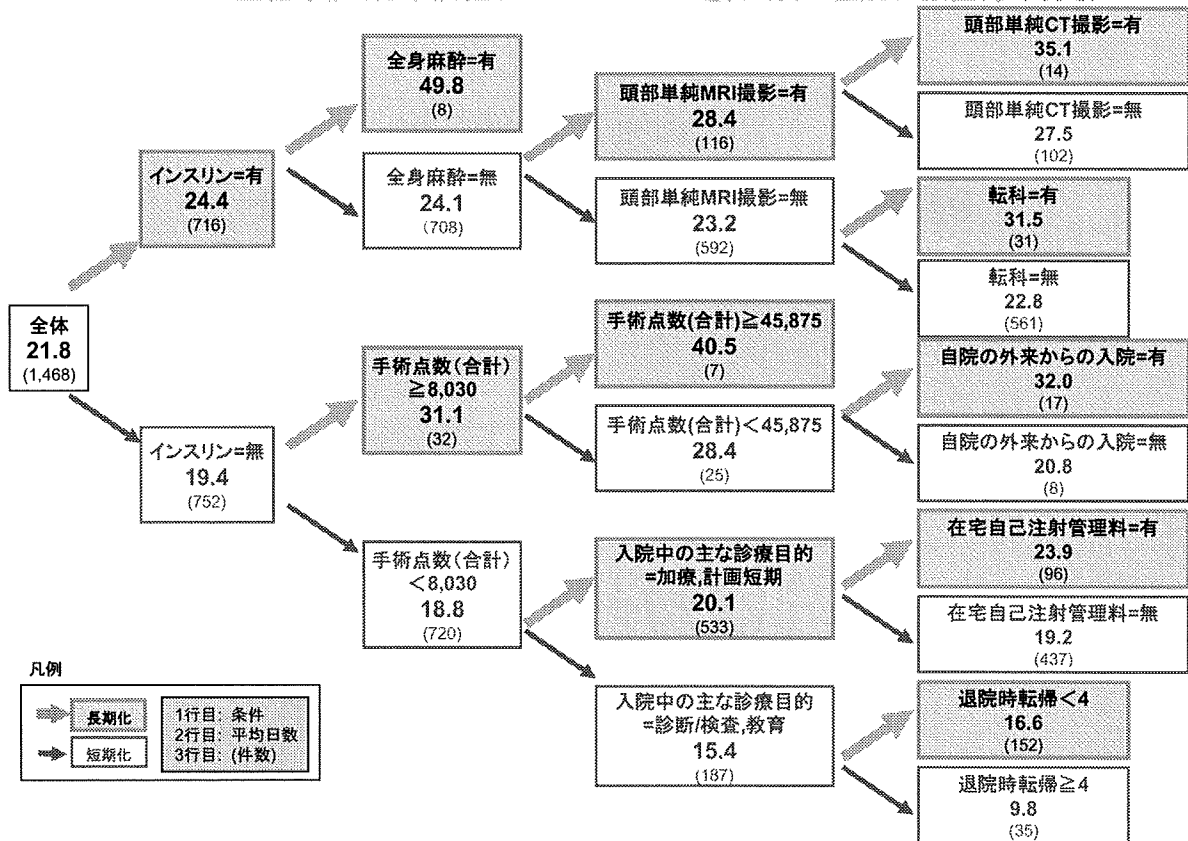 頭部単純CT撮影=有
35.1
(14)
全身麻酔=有
49.8
(8)
頭部単純MRI撮影=有
28.4
(116)
頭部単純CT撮影=無
27.5
(102)
インスリン=有
24.4
(716)
全身麻酔=無
24.1
(708)
頭部単純MRI撮影=無
23.2
(592)
転科=有
31.5
(31)
転科=無
22.8
(561)
全体
21.8
(1,468)
手術点数(合計)≧45,875
40.5
(7)
手術点数(合計)
≧8,030
31.1
(32)
自院の外来からの入院=有
32.0
(17)
手術点数(合計)<45,875
28.4
(25)
インスリン=無
19.4
(752)
自院の外来からの入院=無
20.8
(8)
在宅自己注射管理料=有
23.9
(96)
手術点数(合計)
<8,030
18.8
(720)
入院中の主な診療目的
=加療,計画短期
20.1
(533)
在宅自己注射管理料=無
19.2
(437)
入院中の主な診療目的
=診断/検査,教育
15.4
(187)
退院時転帰<4
16.6
(152)
退院時転帰≧4
9.8
(35)
凡例
長期化
短期化
1行目: 条件
2行目: 平均日数
3行目: (件数)